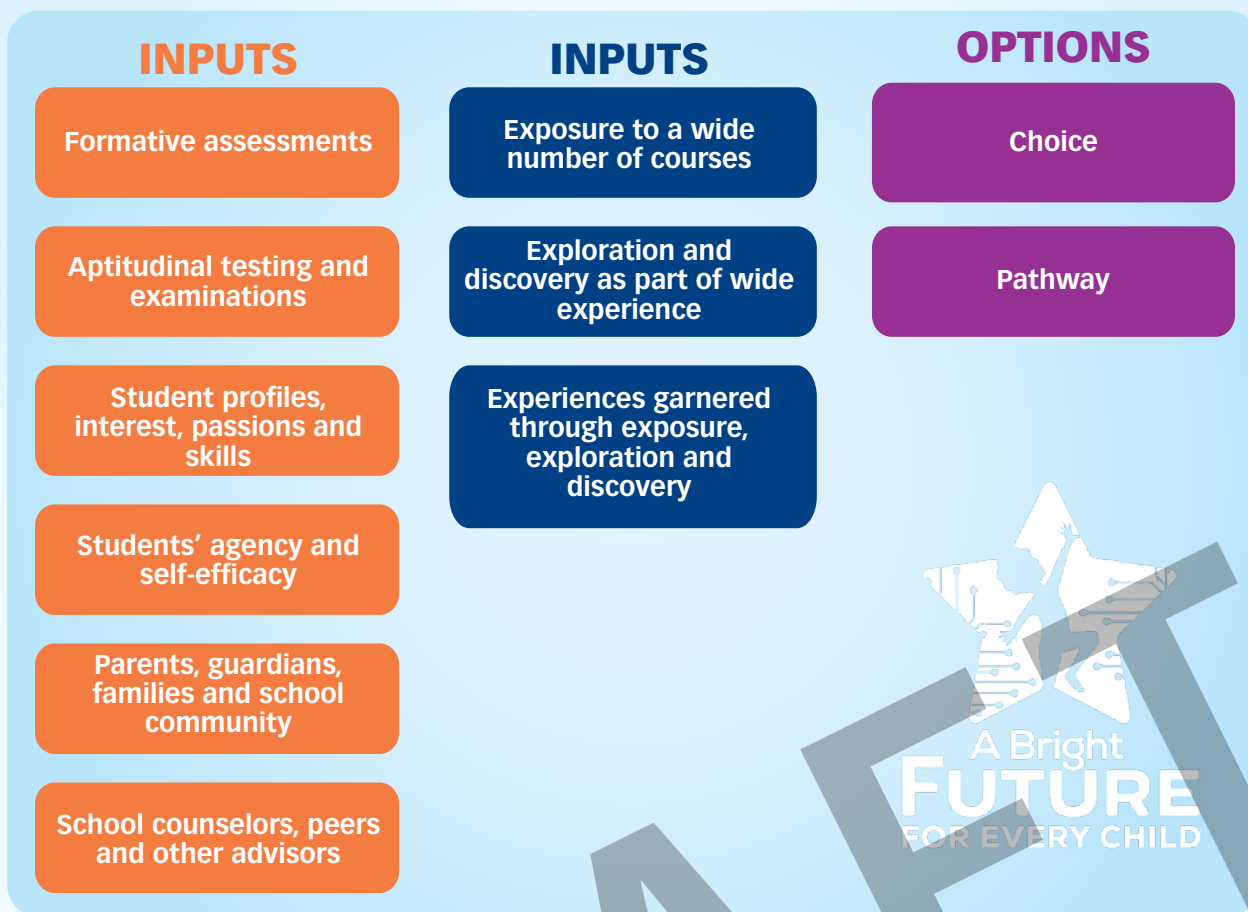 INPUTS
Formative assessments
Aptitudinal testing and
examinations
Student profiles,
interest, passions and
skills
Students’ agency and
self-efficacy
Parents, guardians,
families and school
community
School counselors, peers
and other advisors
INPUTS
Exposure to a wide
number of courses
Exploration and
discovery as part of wide
experience
Experiences garnered
through exposure,
exploration and
discovery
OPTIONS
Choice
Pathway
A Bright
FUTURE
FOR EVERY CHILD